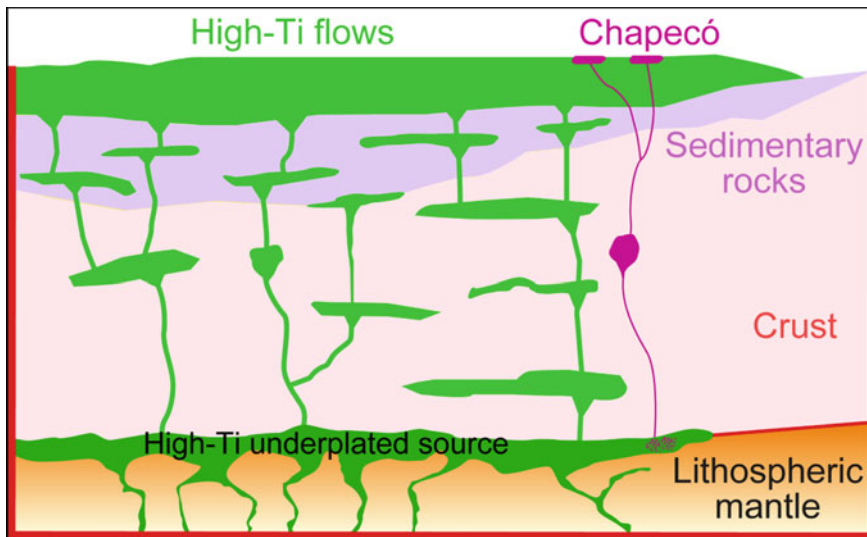 High-Ti flows
Chapecó
Sedimentary
rocks
Crust
High-Ti underplated source
Lithospheric
mantle